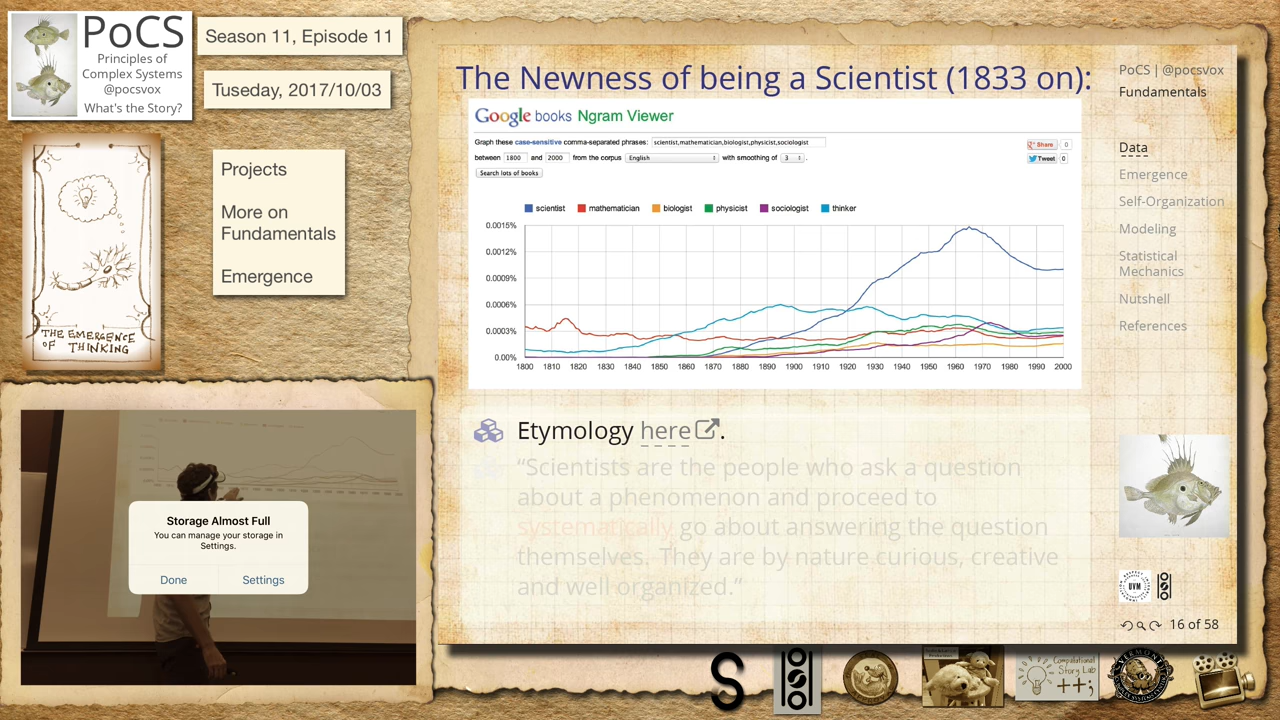 PoCS
Principles of
Complex Systems
@pocsvox
What's the Story?
Season 11, Episode 11
Tuseday, 2017/10/03
THE EMERGENCE
OF THINKING
Projects
More on
Fundamentals
Emergence
Storage Almost Full
You can manage your storage in
Settings.
Done
Settings
The Newness of being a Scientist (1833 on):
Google books Ngram Viewer
Graph these case-sensitive comma-separated phrases: scientist,mathematician,biologist,physicist,sociologist
between 1800 and 2000 from the corpus English with smoothing of 3 .
Search lots of books
Share 0
Tweet 0
scientist mathematician biologist physicist sociologist thinker
0.0015%
0.0012%
0.0009%
0.0006%
0.0003%
0.00%
1800 1810 1820 1830 1840 1850 1860 1870 1880 1890 1900 1910 1920 1930 1940 1950 1960 1970 1980 1990 2000
Etymology here.
“Scientists are the people who ask a question
about a phenomenon and proceed to
systematically go about answering the question
themselves. They are by nature curious, creative
and well organized.”
PoCS | @pocsvox
Fundamentals
Data
Emergence
Self-Organization
Modeling
Statistical
Mechanics
Nutshell
References
UVM
16 of 58
Computational
Story Lab
++;